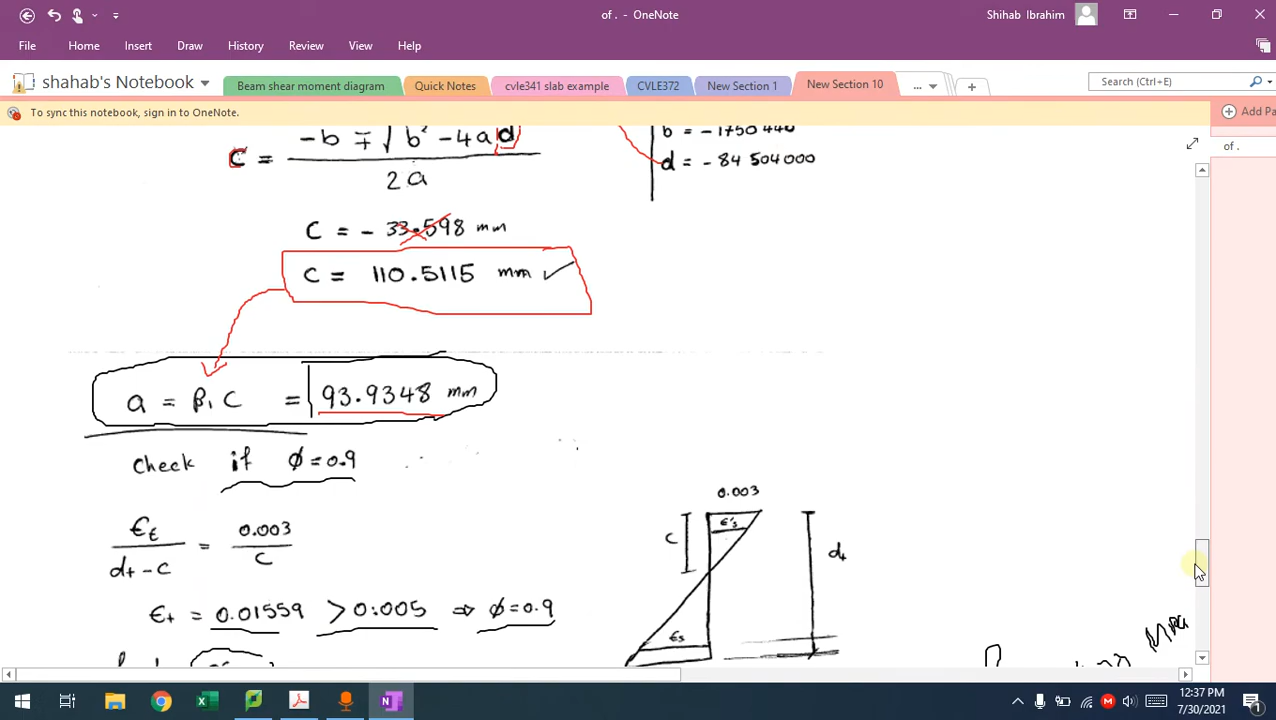 of . - OneNote
Shihab Ibrahim
File Home Insert Draw History Review View Help
shahab's Notebook
Beam shear moment diagram
Quick Notes
cvle341 slab example
CVLE372
New Section 1
New Section 10
...
+
Search (Ctrl+E)
To sync this notebook, sign in to OneNote.
Add Pa
of .
c = -b ∓ √ b² - 4ad
2a
b = -1750440
d = -84 504000
C = - 33.598 mm
C = 110.5115 mm ✓
a = β₁ C = 93.9348 mm
Check if ϕ=0.9
0.003
ε's
C
dt
εt / dt-c = 0.003 / C
εt = 0.01559 > 0.005 ⇒ ϕ=0.9
εs
MPa
12:37 PM
7/30/2021